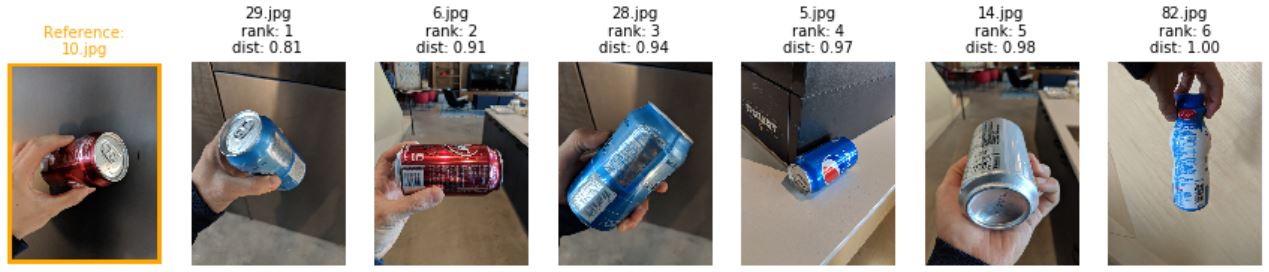 Reference:
10.jpg
29.jpg
rank: 1
dist: 0.81
6.jpg
rank: 2
dist: 0.91
28.jpg
rank: 3
dist: 0.94
5.jpg
rank: 4
dist: 0.97
14.jpg
rank: 5
dist: 0.98
82.jpg
rank: 6
dist: 1.00